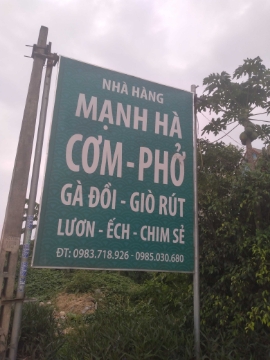 NHÀ HÀNG
MẠNH HÀ
CƠM - PHỞ
GÀ ĐỒI - GIÒ RÚT
LƯƠN - ẾCH - CHIM SẺ
ĐT: 0983.718.926 - 0985.030.680